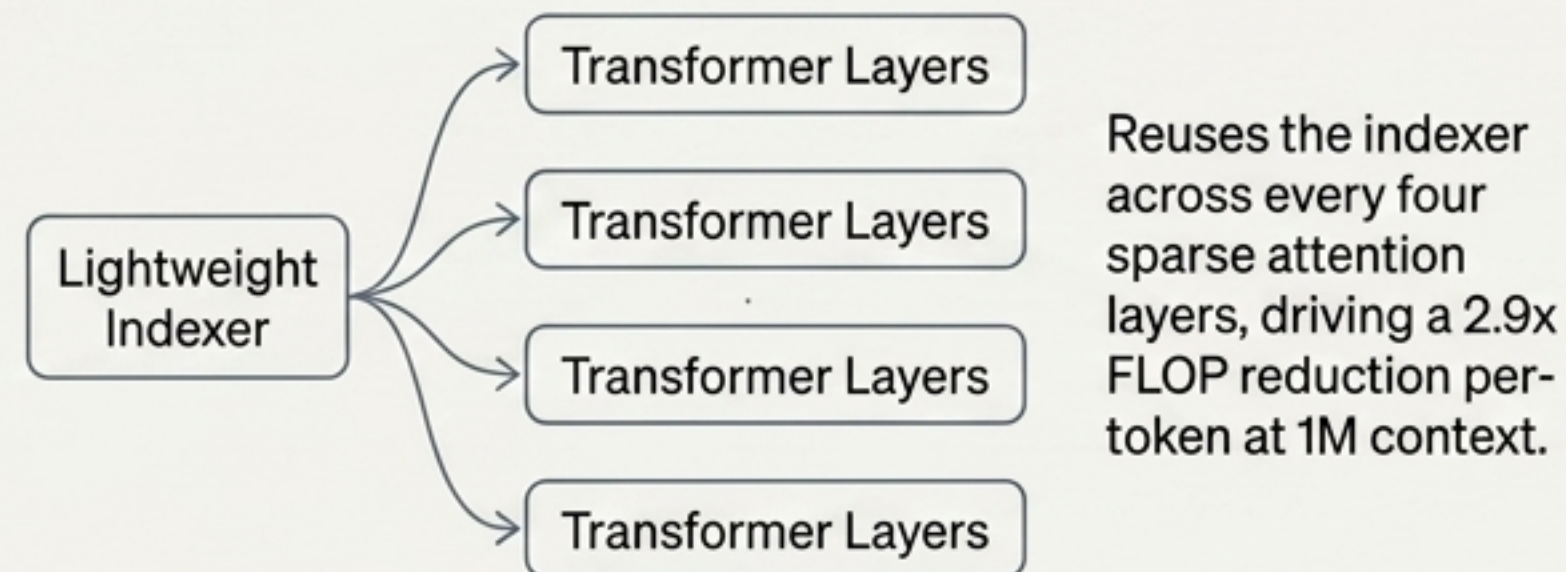 Transformer Layers
Transformer Layers
Lightweight
Indexer
Transformer Layers
Transformer Layers
Reuses the indexer
across every four
sparse attention
layers, driving a 2.9x
FLOP reduction per-
token at 1M context.